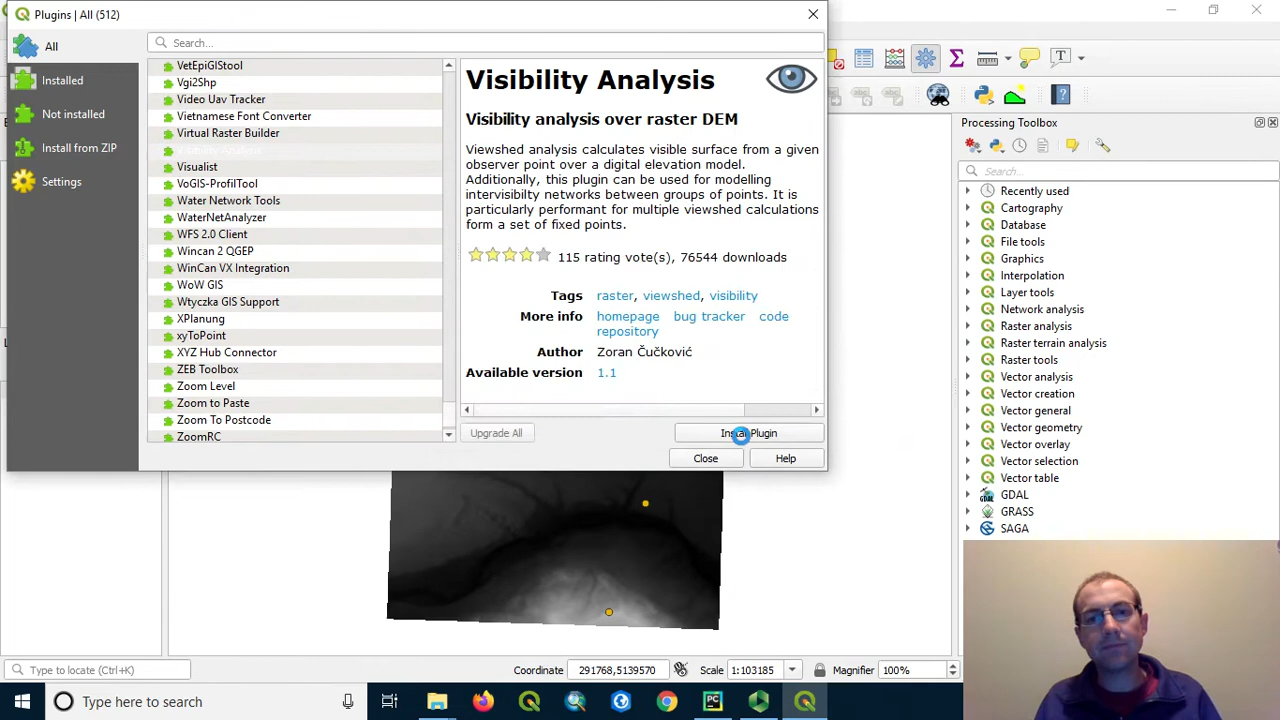 Plugins | All (512)
Search...
All
Installed
Not installed
Install from ZIP
Settings
VetEpiGIStool
Vgi2Shp
Video Uav Tracker
Vietnamese Font Converter
Virtual Raster Builder
Visibility Analysis
Visualist
VoGIS-ProfilTool
Water Network Tools
WaterNetAnalyzer
WFS 2.0 Client
Wincan 2 QGEP
WinCan VX Integration
WoW GIS
Wtyczka GIS Support
XPlanung
xyToPoint
XYZ Hub Connector
ZEB Toolbox
Zoom Level
Zoom to Paste
Zoom To Postcode
ZoomRC
Visibility Analysis
Visibility analysis over raster DEM
Viewshed analysis calculates visible surface from a given
observer point over a digital elevation model.
Additionally, this plugin can be used for modelling
intervisibilty networks between groups of points. It is
particularly performant for multiple viewshed calculations
form a set of fixed points.
115 rating vote(s), 76544 downloads
Tags raster, viewshed, visibility
More info homepage bug tracker code
repository
Author Zoran Čučković
Available version 1.1
Upgrade All
Install Plugin
Close
Help
Processing Toolbox
Search...
Recently used
Cartography
Database
File tools
Graphics
Interpolation
Layer tools
Network analysis
Raster analysis
Raster terrain analysis
Raster tools
Vector analysis
Vector creation
Vector general
Vector geometry
Vector overlay
Vector selection
Vector table
GDAL
GRASS
SAGA
Type to locate (Ctrl+K)
Coordinate 291768,5139570
Scale 1:103185
Magnifier 100%
Type here to search